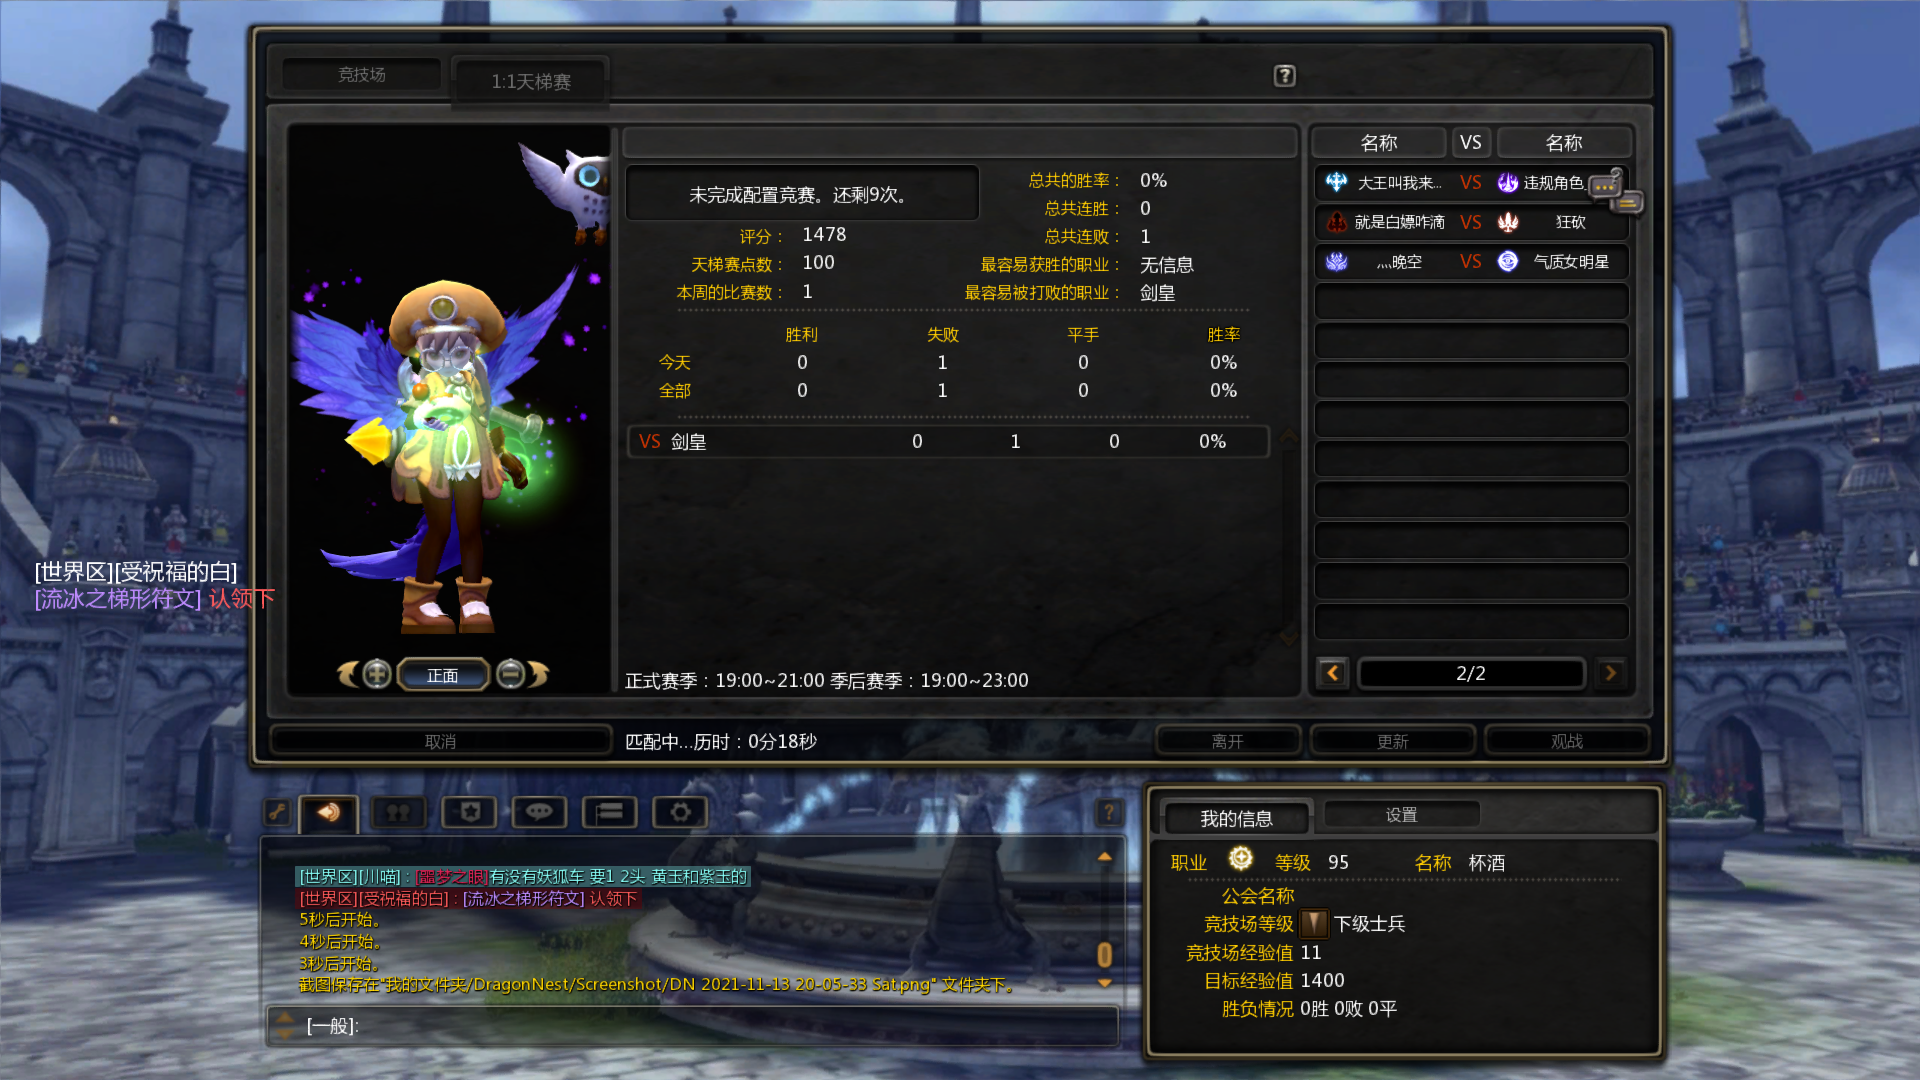 竞技场
1:1天梯赛
?
未完成配置竞赛。还剩9次。
评分： 1478
天梯赛点数： 100
本周的比赛数： 1
总共的胜率： 0%
总共连胜： 0
总共连败： 1
最容易获胜的职业： 无信息
最容易被打败的职业： 剑皇
胜利 失败 平手 胜率
今天 0 1 0 0%
全部 0 1 0 0%
VS 剑皇 0 1 0 0%
正式赛季：19:00~21:00 季后赛季：19:00~23:00
名称 VS 名称
大王叫我来... VS 违规角色
就是白嫖咋滴 VS 狂砍
灬晚空 VS 气质女明星
2/2
正面
取消
匹配中...历时：0分18秒
离开
更新
观战
[世界区][受祝福的白]
[流冰之梯形符文] 认领下
?
[世界区][川喵] : [噩梦之眼]有没有妖狐车 要1 2头 黄玉和紫玉的
[世界区][受祝福的白] : [流冰之梯形符文] 认领下
5秒后开始。
4秒后开始。
3秒后开始。
截图保存在"我的文件夹/DragonNest/Screenshot/DN 2021-11-13 20-05-33 Sat.png" 文件夹下。
[一般]:
我的信息
设置
职业 等级 95 名称 杯酒
公会名称
竞技场等级 下级士兵
竞技场经验值 11
目标经验值 1400
胜负情况 0胜 0败 0平